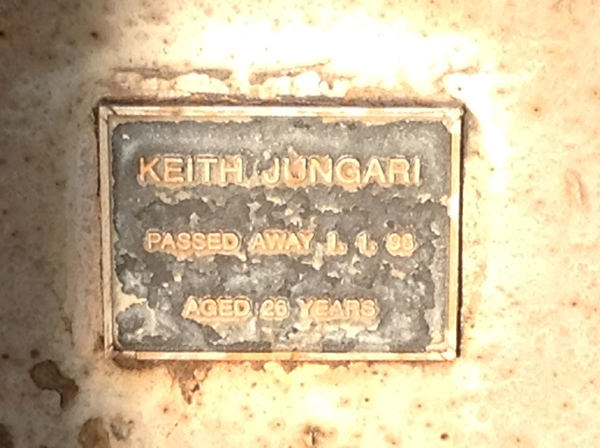 KEITH JUNGARI
PASSED AWAY 1. 1. 98
AGED 26 YEARS